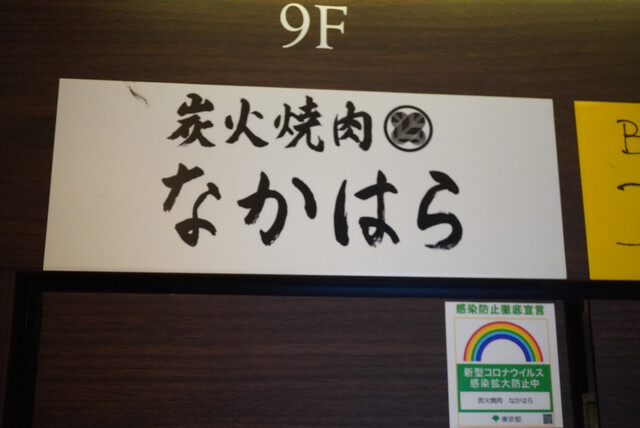 9F
炭火焼肉
なかはら
感染防止徹底宣言
新型コロナウイルス
感染拡大防止中
炭火焼肉 なかはら
東京都
B